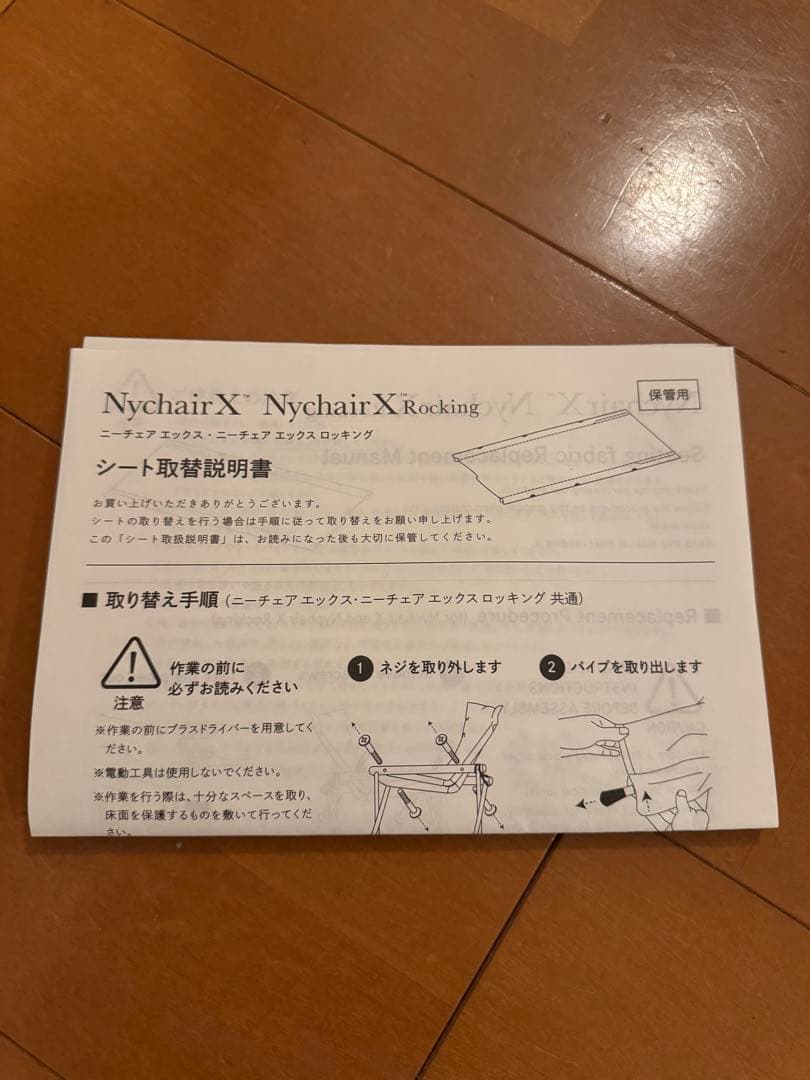 NychairX™ NychairX™ Rocking
保管用
ニーチェア エックス・ニーチェア エックス ロッキング
シート取替説明書
お買い上げいただきありがとうございます。
シートの取り替えを行う場合は手順に従って取り替えをお願い申し上げます。
この「シート取扱説明書」は、お読みになった後も大切に保管してください。
■ 取り替え手順 (ニーチェア エックス・ニーチェア エックス ロッキング 共通)
注意
作業の前に
必ずお読みください
※作業の前にプラスドライバーを用意してく
ださい。
※電動工具は使用しないでください。
※作業を行う際は、十分なスペースを取り、
床面を保護するものを敷いて行ってくだ
さい。
1 ネジを取り外します
2 パイプを取り出します